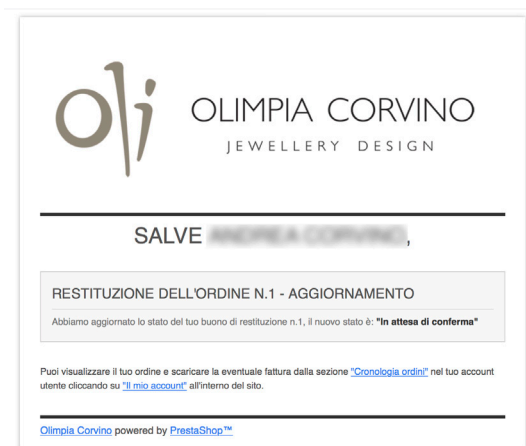 oli
OLIMPIA CORVINO
JEWELLERY DESIGN
SALVE ,
RESTITUZIONE DELL'ORDINE N.1 - AGGIORNAMENTO
Abbiamo aggiornato lo stato del tuo buono di restituzione n.1, il nuovo stato è: "In attesa di conferma"
Puoi visualizzare il tuo ordine e scaricare la eventuale fattura dalla sezione "Cronologia ordini" nel tuo account
utente cliccando su "Il mio account" all'interno del sito.
Olimpia Corvino powered by PrestaShop™